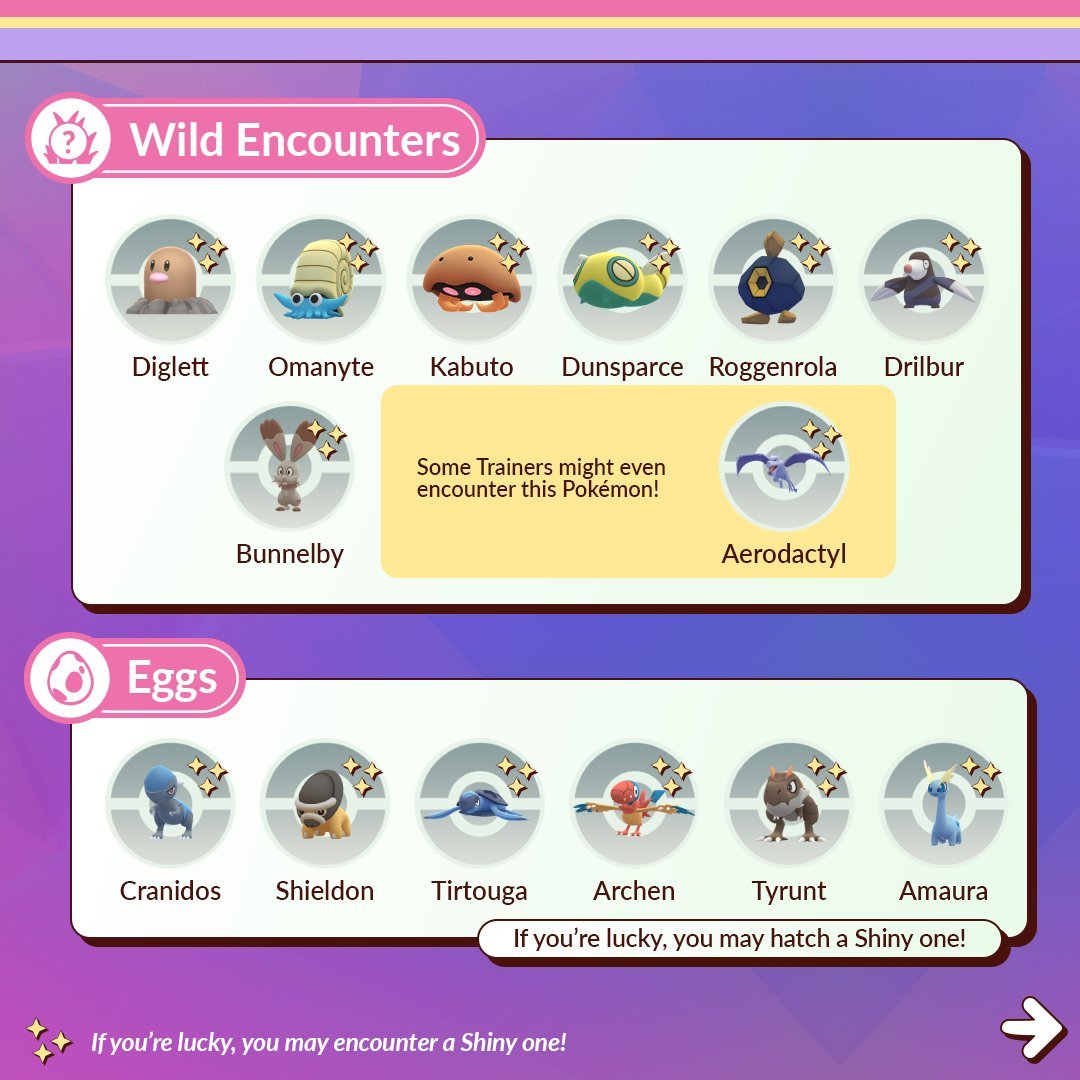 Wild Encounters
Diglett
Omanyte
Kabuto
Dunsparce
Roggenrola
Drilbur
Bunnelby
Some Trainers might even
encounter this Pokémon!
Aerodactyl
Eggs
Cranidos
Shieldon
Tirtouga
Archen
Tyrunt
Amaura
If you're lucky, you may hatch a Shiny one!
If you're lucky, you may encounter a Shiny one!